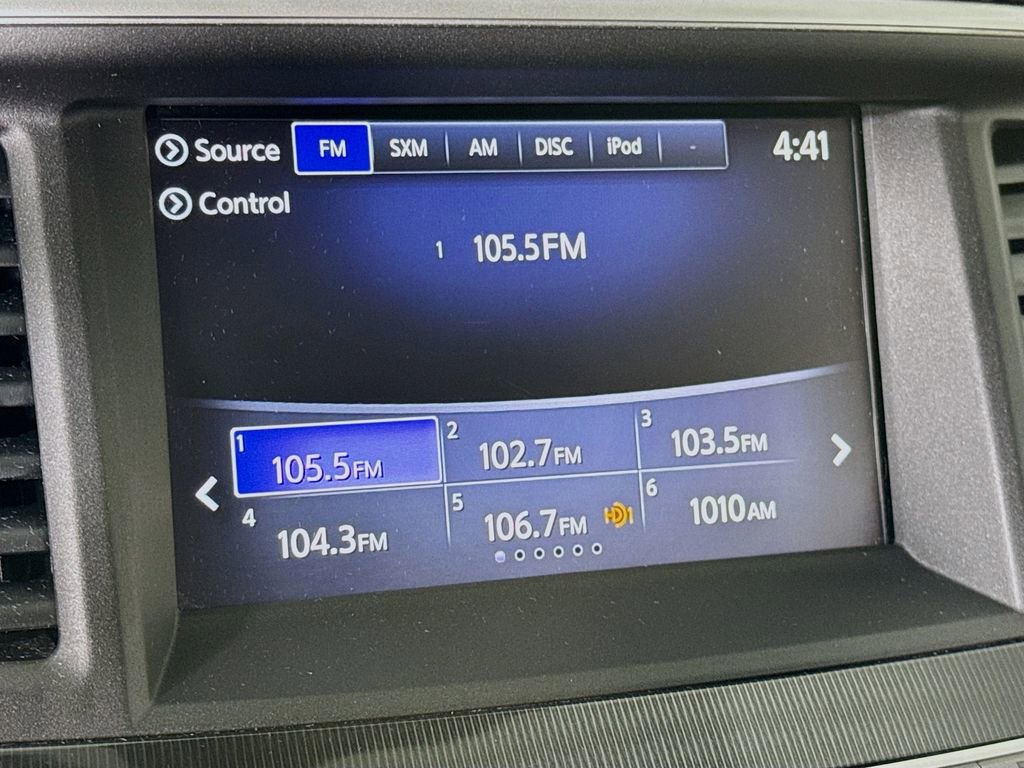 Source FM SXM AM DISC iPod - 4:41
Control
1 105.5FM
1 105.5FM 2 102.7FM 3 103.5FM
4 104.3FM 5 106.7FM HD1 6 1010AM